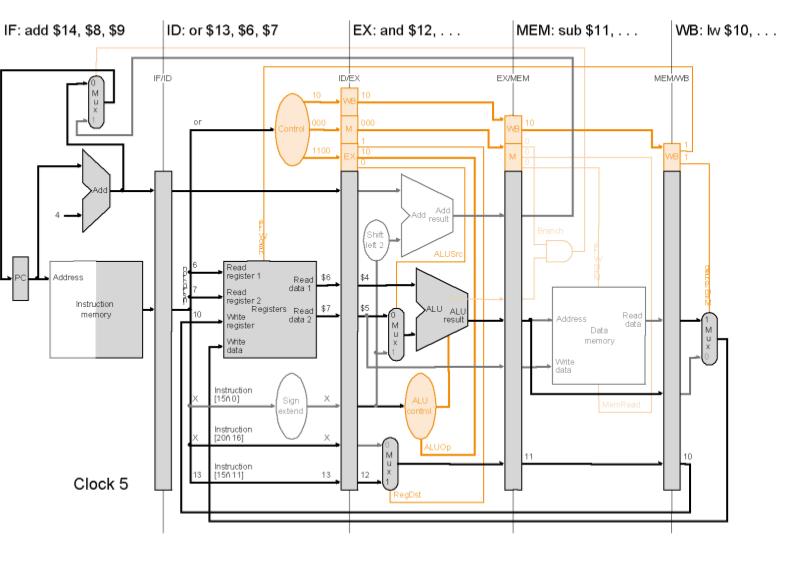 IF: add $14, $8, $9
ID: or $13, $6, $7
EX: and $12, . . .
MEM: sub $11, . . .
WB: lw $10, . . .
IF/ID
ID/EX
EX/MEM
MEM/WB
0
Mux
1
Add
4
PC
Address
Instruction
memory
or
Control
10
000
1100
WB
M
EX
10
000
1
10
0
WB
M
10
0
0
0
WB
1
1
6
7
10
Read
register 1
Read
register 2
Registers
Write
register
Write
data
Read
data 1
Read
data 2
$6
$7
$4
$5
Shift
left 2
Add
Add
result
ALUSrc
Branch
0
Mux
1
ALU
ALU
result
Address
Data
memory
Read
data
Write
data
1
Mux
0
MemRead
X
Instruction
Sign
extend
X
ALU
control
ALUOp
X
Instruction
X
0
Mux
1
13
Instruction
13
12
RegDst
11
10
Clock 5